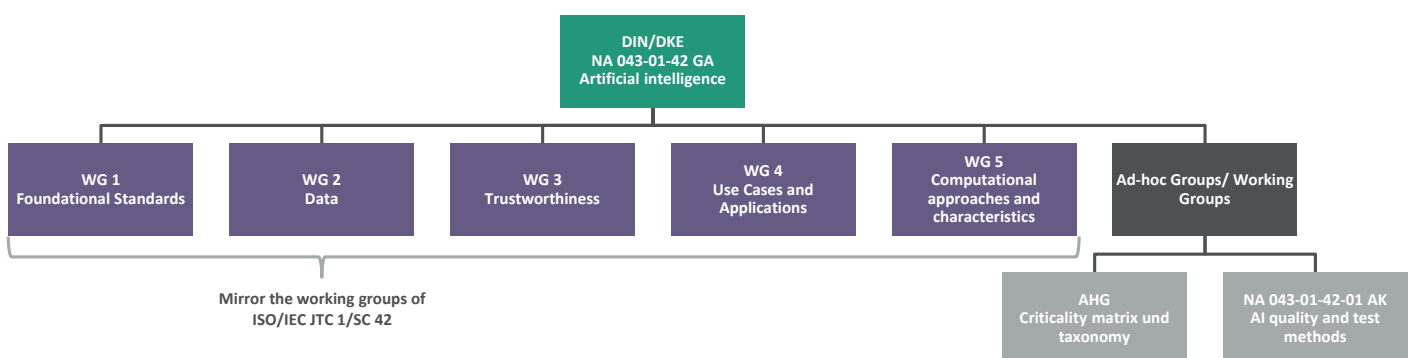 DIN/DKE
NA 043-01-42 GA
Artificial intelligence
WG 1
Foundational Standards
WG 2
Data
WG 3
Trustworthiness
WG 4
Use Cases and
Applications
WG 5
Computational
approaches and
characteristics
Ad-hoc Groups/ Working
Groups
Mirror the working groups of
ISO/IEC JTC 1/SC 42
AHG
Criticality matrix und
taxonomy
NA 043-01-42-01 AK
AI quality and test
methods